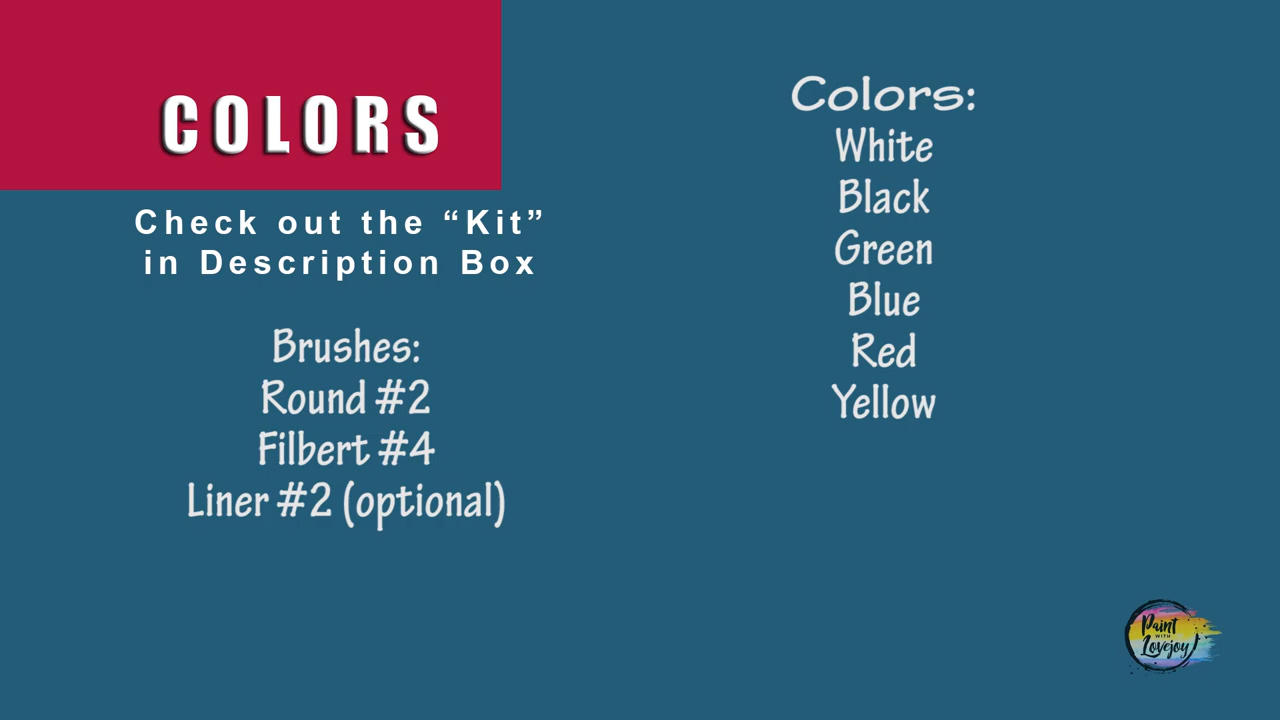 COLORS
Check out the “Kit”
in Description Box
Brushes:
Round #2
Filbert #4
Liner #2 (optional)
Colors:
White
Black
Green
Blue
Red
Yellow
Paint
WITH
Lovejoy